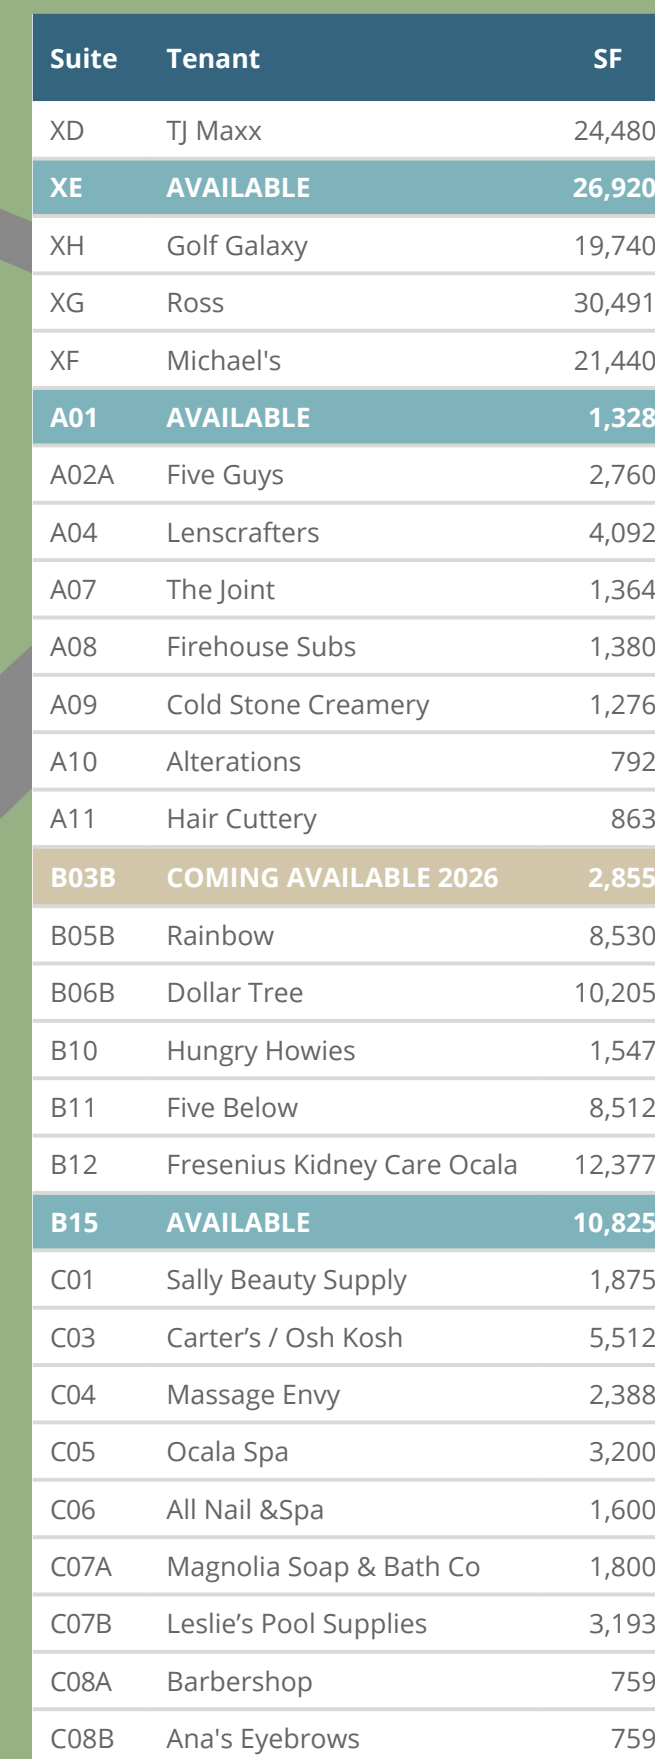 Suite Tenant SF
XD TJ Maxx 24,480
XE AVAILABLE 26,920
XH Golf Galaxy 19,740
XG Ross 30,491
XF Michael's 21,440
A01 AVAILABLE 1,328
A02A Five Guys 2,760
A04 Lenscrafters 4,092
A07 The Joint 1,364
A08 Firehouse Subs 1,380
A09 Cold Stone Creamery 1,276
A10 Alterations 792
A11 Hair Cuttery 863
B03B COMING AVAILABLE 2026 2,855
B05B Rainbow 8,530
B06B Dollar Tree 10,205
B10 Hungry Howies 1,547
B11 Five Below 8,512
B12 Fresenius Kidney Care Ocala 12,377
B15 AVAILABLE 10,825
C01 Sally Beauty Supply 1,875
C03 Carter’s / Osh Kosh 5,512
C04 Massage Envy 2,388
C05 Ocala Spa 3,200
C06 All Nail &Spa 1,600
C07A Magnolia Soap & Bath Co 1,800
C07B Leslie’s Pool Supplies 3,193
C08A Barbershop 759
C08B Ana's Eyebrows 759